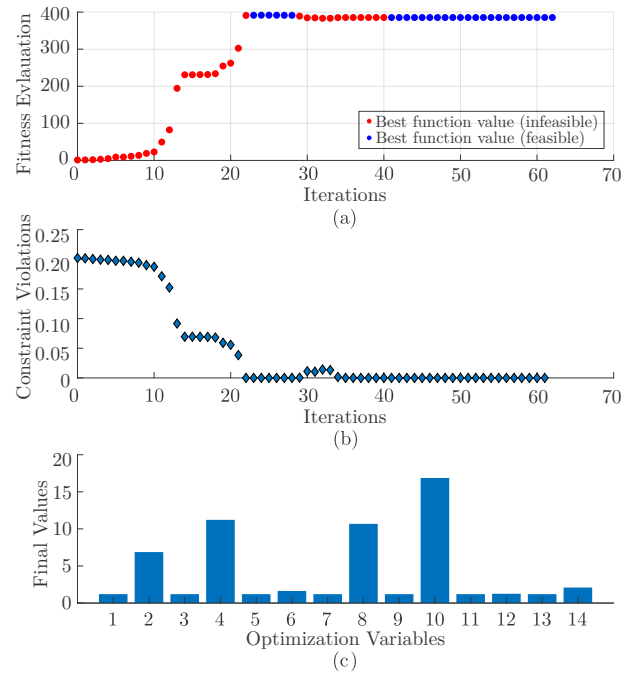 400
300
200
100
0
Fitness Evlauation
Best function value (infeasible)
Best function value (feasible)
0 10 20 30 40 50 60 70
Iterations
(a)
0.25
0.20
0.15
0.10
0.05
0
Constraint Violations
0 10 20 30 40 50 60 70
Iterations
(b)
20
15
10
5
0
Final Values
1 2 3 4 5 6 7 8 9 10 11 12 13 14
Optimization Variables
(c)